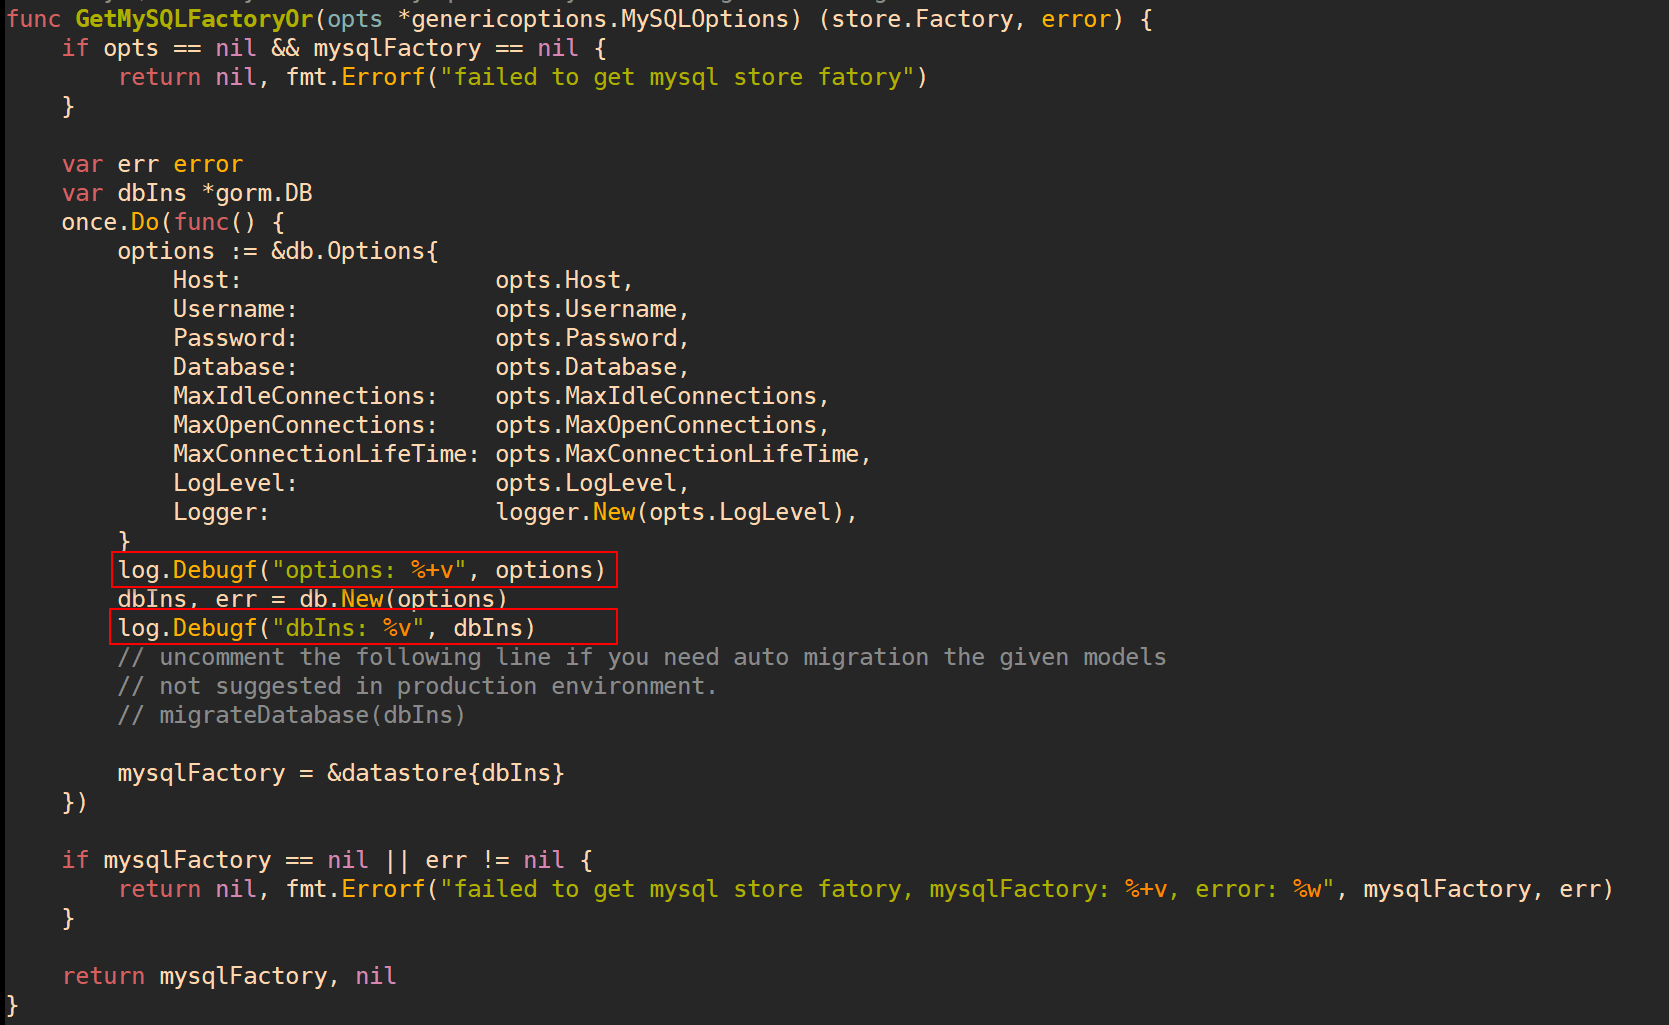 func GetMySQLFactoryOr(opts *genericoptions.MySQLOptions) (store.Factory, error) {
    if opts == nil && mysqlFactory == nil {
        return nil, fmt.Errorf("failed to get mysql store fatory")
    }

    var err error
    var dbIns *gorm.DB
    once.Do(func() {
        options := &db.Options{
            Host:                  opts.Host,
            Username:              opts.Username,
            Password:              opts.Password,
            Database:              opts.Database,
            MaxIdleConnections:    opts.MaxIdleConnections,
            MaxOpenConnections:    opts.MaxOpenConnections,
            MaxConnectionLifeTime: opts.MaxConnectionLifeTime,
            LogLevel:              opts.LogLevel,
            Logger:                logger.New(opts.LogLevel),
        }
        log.Debugf("options: %+v", options)
        dbIns, err = db.New(options)
        log.Debugf("dbIns: %v", dbIns)
        // uncomment the following line if you need auto migration the given models
        // not suggested in production environment.
        // migrateDatabase(dbIns)

        mysqlFactory = &datastore{dbIns}
    })

    if mysqlFactory == nil || err != nil {
        return nil, fmt.Errorf("failed to get mysql store fatory, mysqlFactory: %+v, error: %w", mysqlFactory, err)
    }

    return mysqlFactory, nil
}